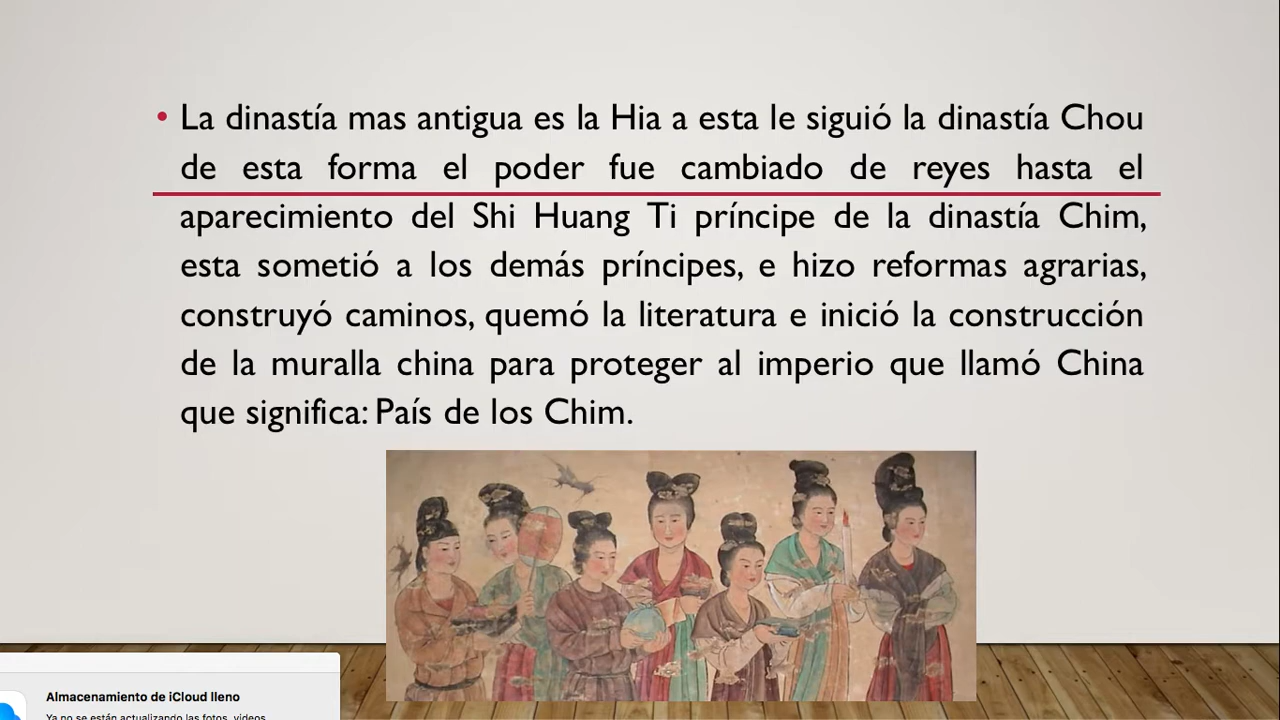 • La dinastía mas antigua es la Hia a esta le siguió la dinastía Chou
de esta forma el poder fue cambiado de reyes hasta el
aparecimiento del Shi Huang Ti príncipe de la dinastía Chim,
esta sometió a los demás príncipes, e hizo reformas agrarias,
construyó caminos, quemó la literatura e inició la construcción
de la muralla china para proteger al imperio que llamó China
que significa: País de los Chim.
Almacenamiento de iCloud lleno
Ya no se están actualizando las fotos, videos,